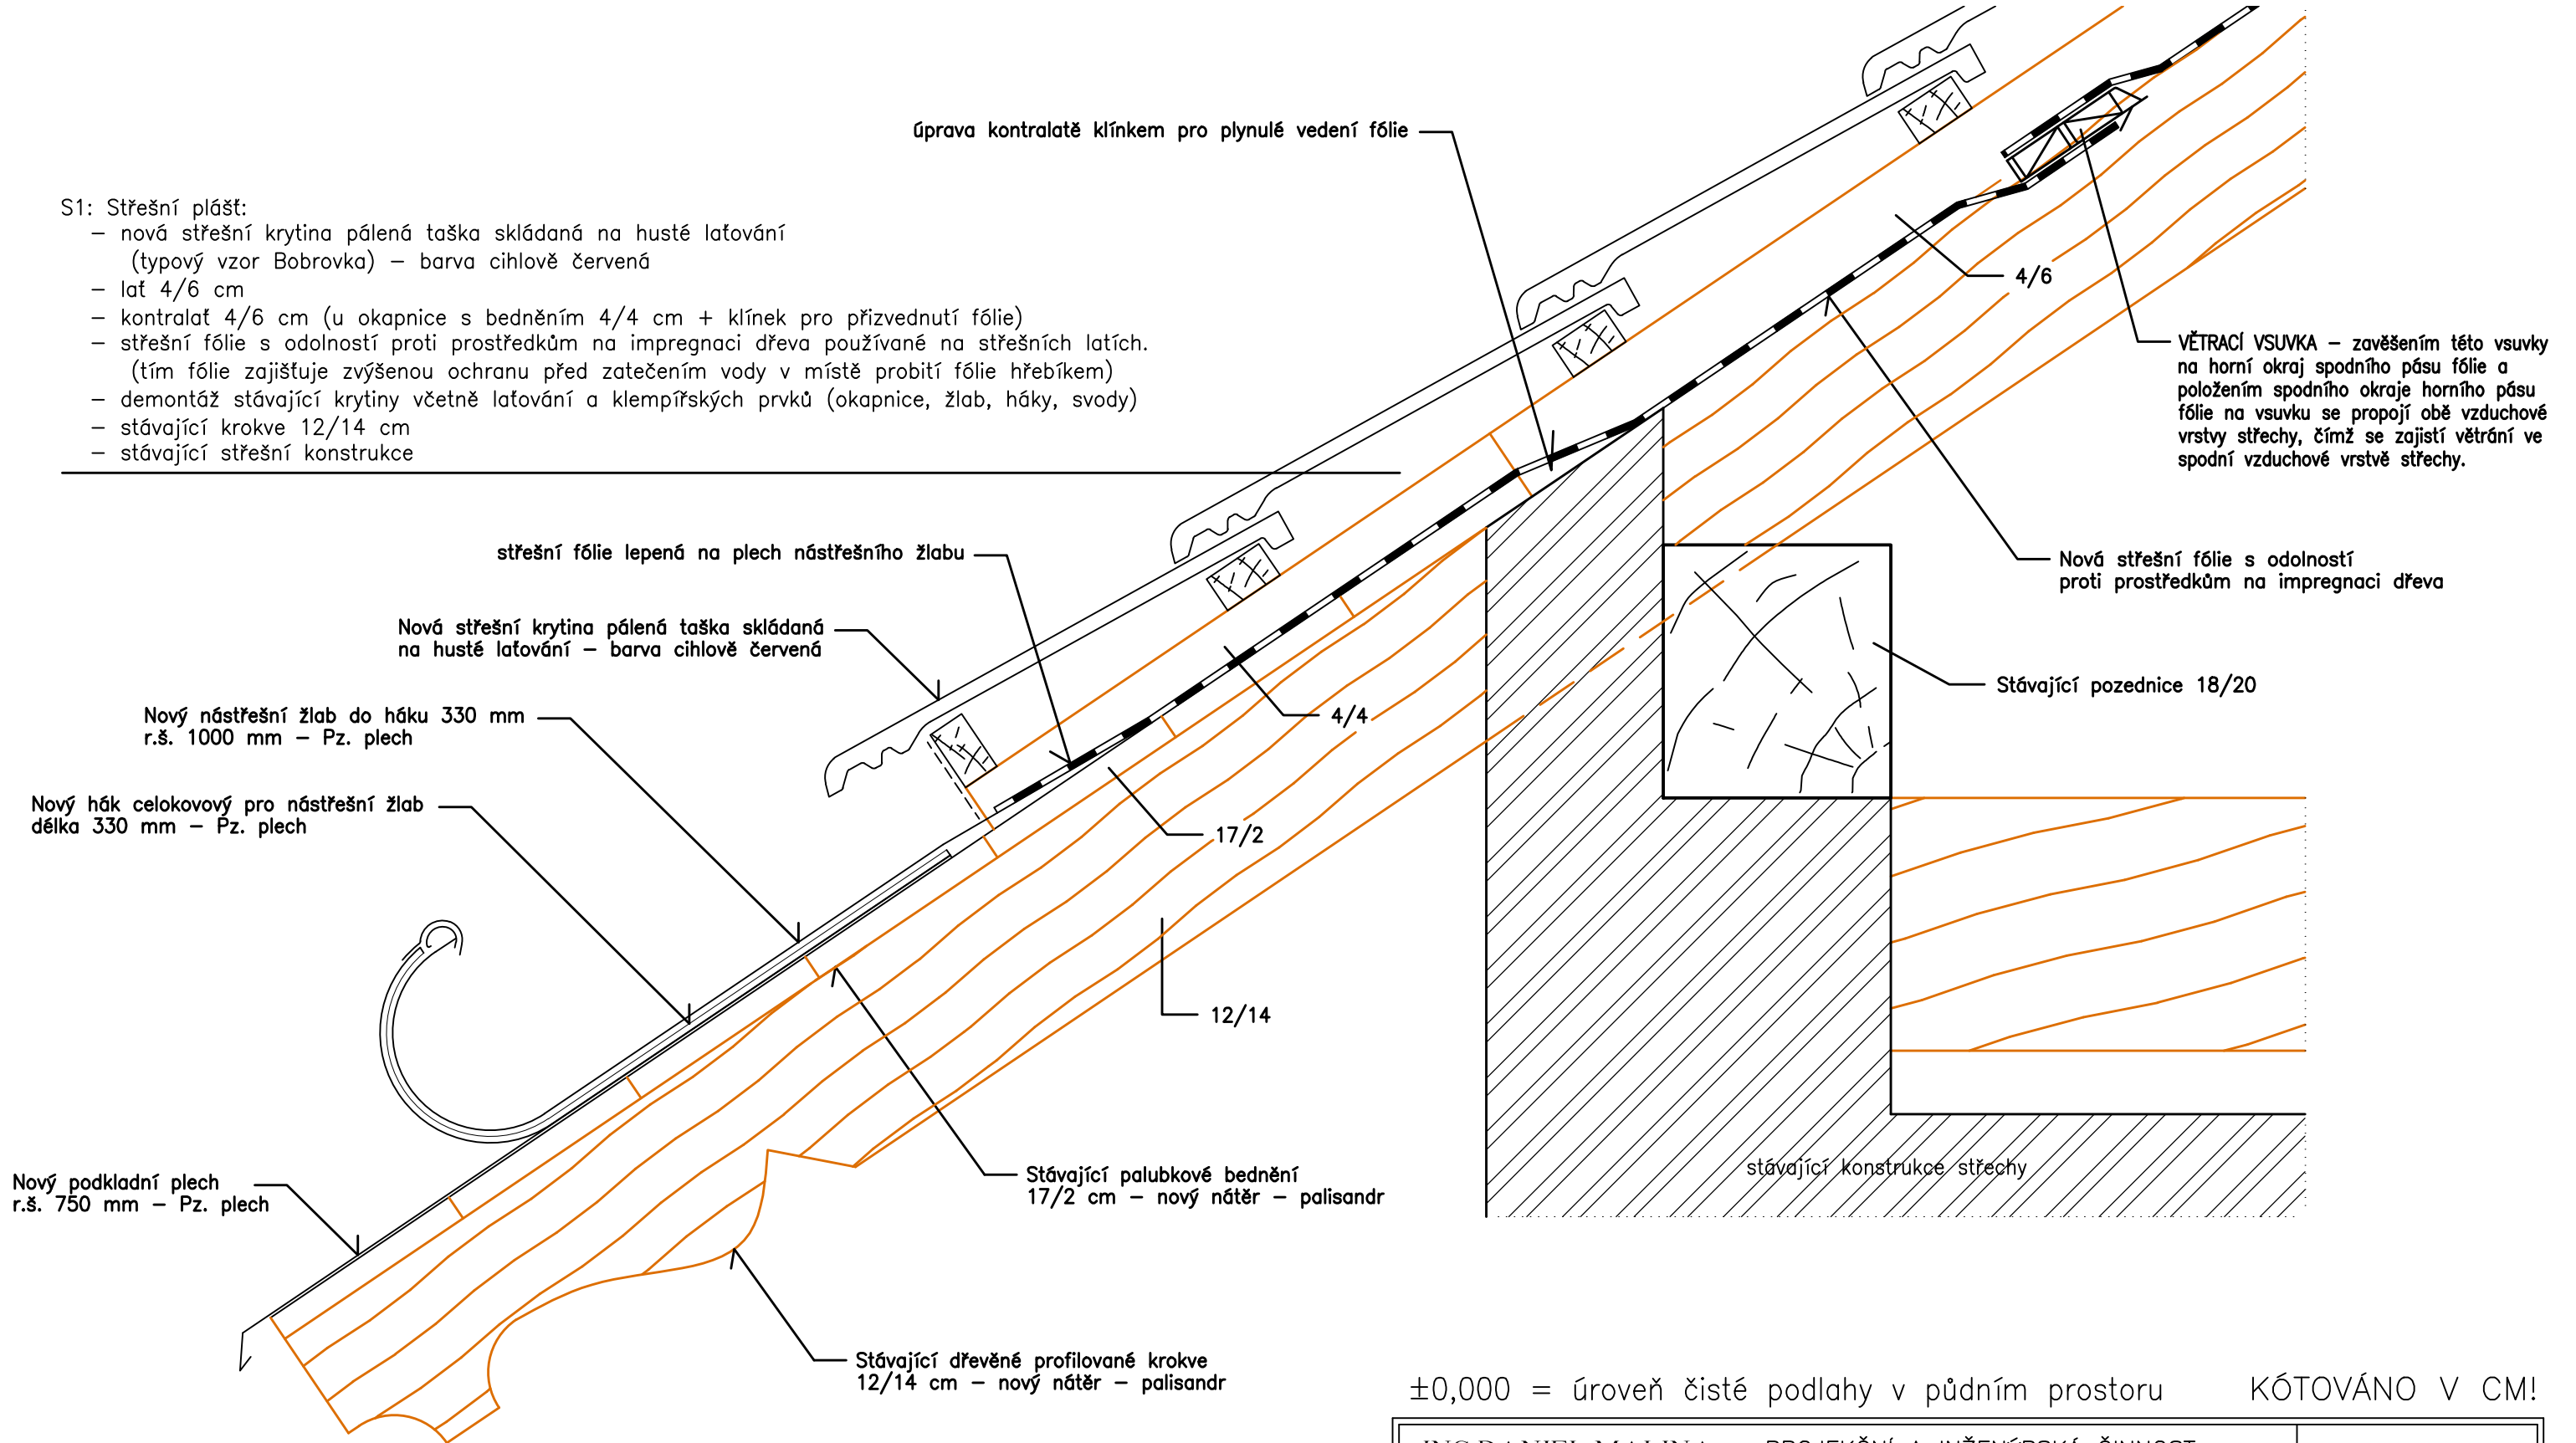 úprava kontralatě klínkem pro plynulé vedení fólie
S1: Střešní plášť:
– nová střešní krytina pálená taška skládaná na husté laťování
(typový vzor Bobrovka) – barva cihlově červená
– lať 4/6 cm
– kontralať 4/6 cm (u okapnice s bedněním 4/4 cm + klínek pro přizvednutí fólie)
– střešní fólie s odolností proti prostředkům na impregnaci dřeva používané na střešních latích.
(tím fólie zajišťuje zvýšenou ochranu před zatečením vody v místě probití fólie hřebíkem)
– demontáž stávající krytiny včetně laťování a klempířských prvků (okapnice, žlab, háky, svody)
– stávající krokve 12/14 cm
– stávající střešní konstrukce
4/6
VĚTRACÍ VSUVKA – zavěšením této vsuvky
na horní okraj spodního pásu fólie a
položením spodního okraje horního pásu
fólie na vsuvku se propojí obě vzduchové
vrstvy střechy, čímž se zajistí větrání ve
spodní vzduchové vrstvě střechy.
střešní fólie lepená na plech nástřešního žlabu
Nová střešní fólie s odolností
proti prostředkům na impregnaci dřeva
Nová střešní krytina pálená taška skládaná
na husté laťování – barva cihlově červená
Stávající pozednice 18/20
Nový nástřešní žlab do háku 330 mm
r.š. 1000 mm – Pz. plech
4/4
Nový hák celokovový pro nástřešní žlab
délka 330 mm – Pz. plech
17/2
12/14
stávající konstrukce střechy
Nový podkladní plech
r.š. 750 mm – Pz. plech
Stávající palubkové bednění
17/2 cm – nový nátěr – palisandr
Stávající dřevěné profilované krokve
12/14 cm – nový nátěr – palisandr
±0,000 = úroveň čisté podlahy v půdním prostoru KÓTOVÁNO V CM!
ING.DANIEL MALINA – PROJEKČNÍ A INŽENÝRSKÁ ČINNOST